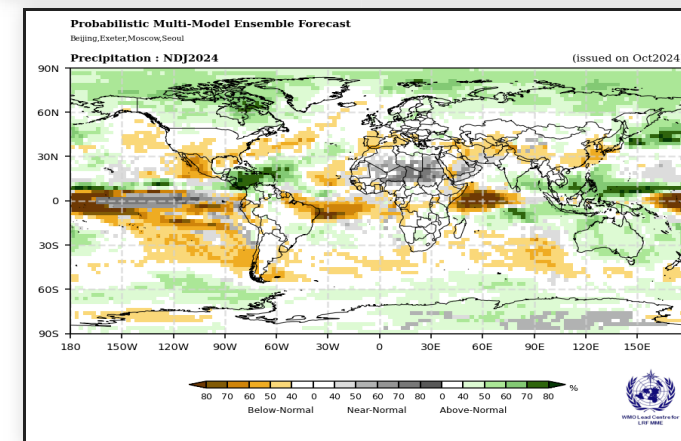 Probabilistic Multi-Model Ensemble Forecast
Beijing,Exeter,Moscow,Seoul
Precipitation : NDJ2024
(issued on Oct2024
90N
60N
30N
0
30S
60S
90S
180 150W 120W 90W 60W 30W 0 30E 60E 90E 120E 150E
80 70 60 50 40 0 40 50 60 70 80 0 40 50 60 70 80 %
Below-Normal Near-Normal Above-Normal
WMO Lead Centre for
LRF MME